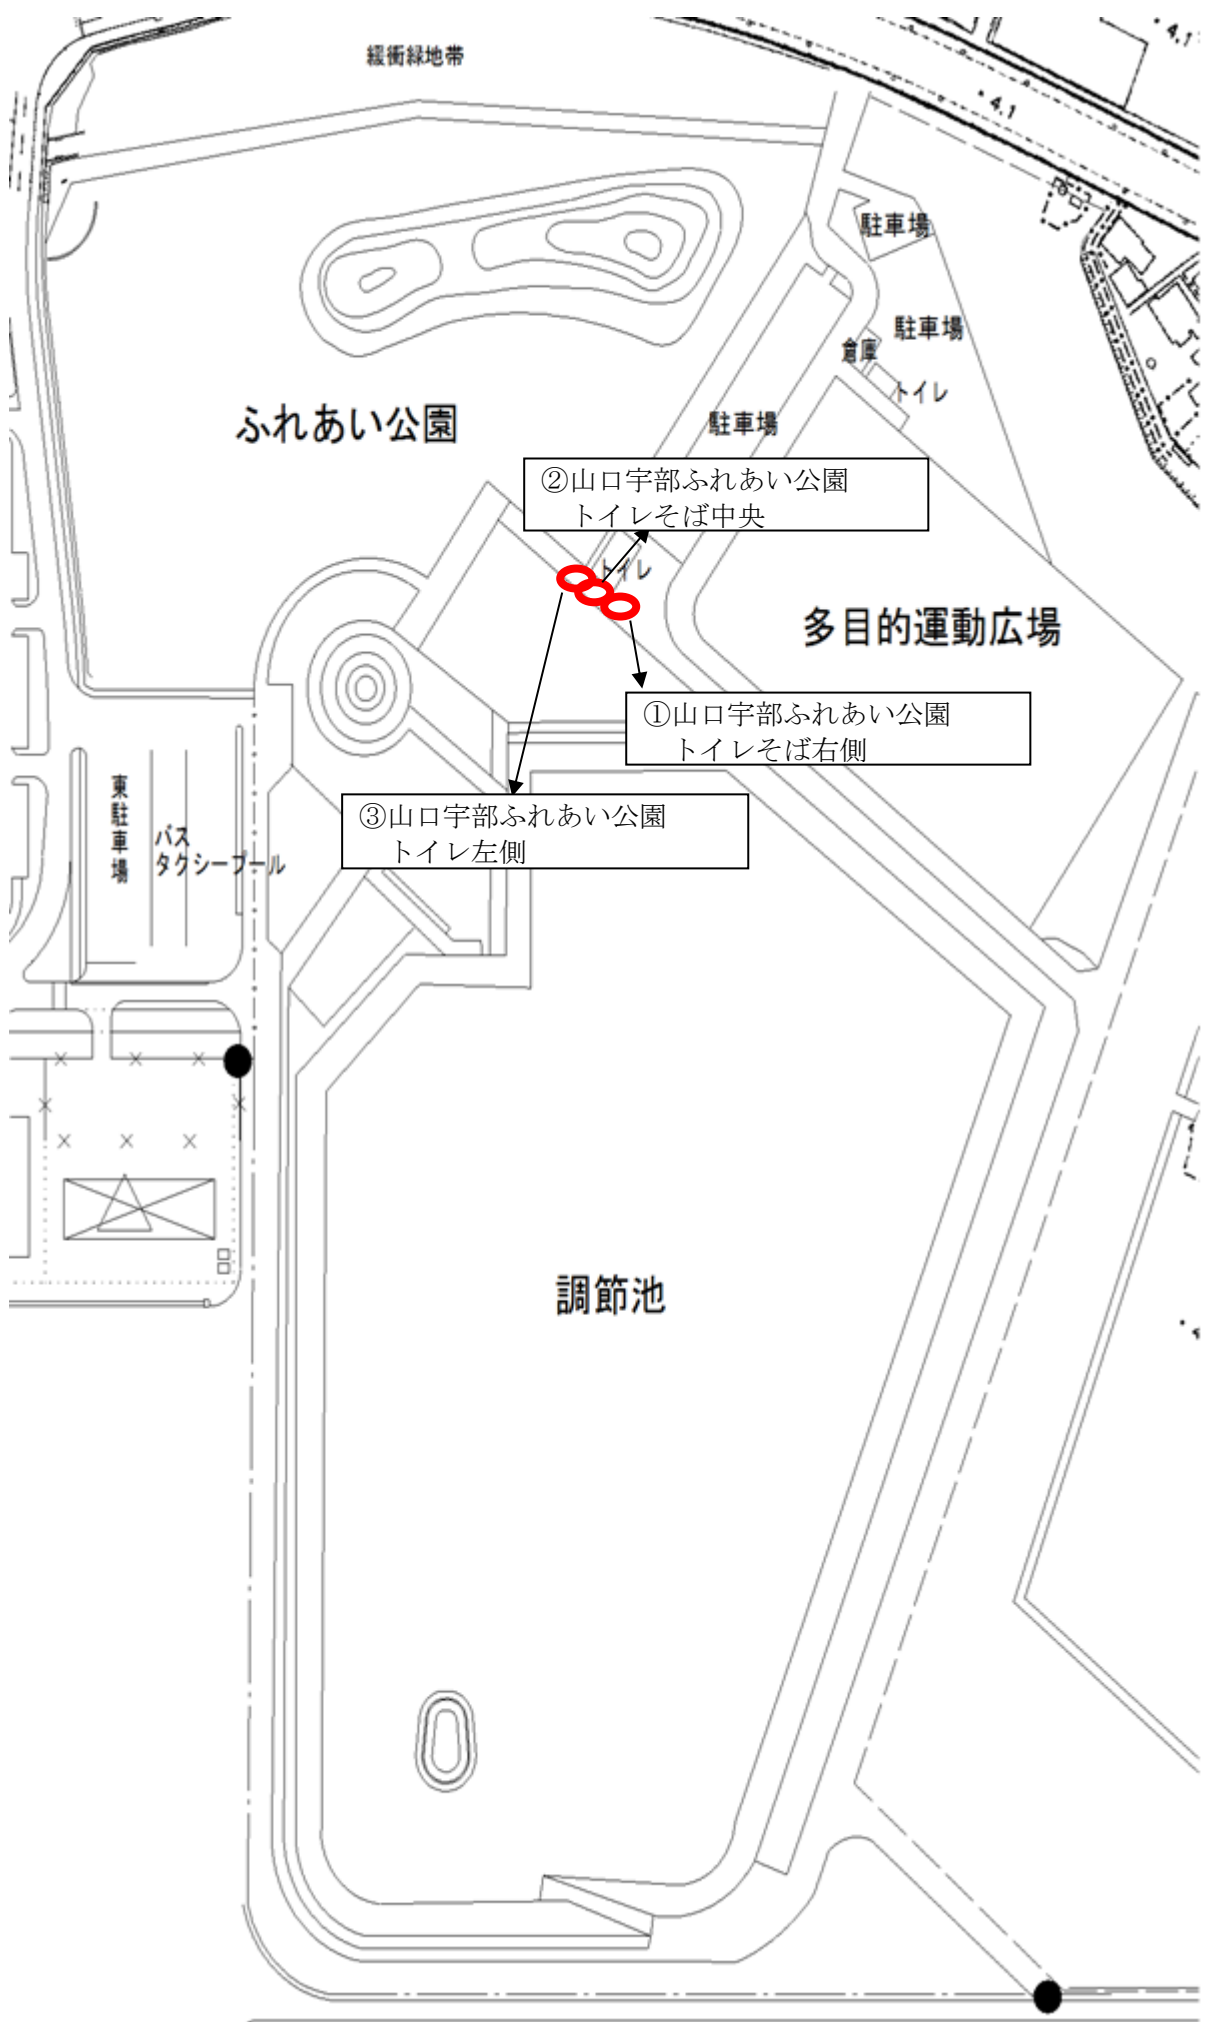 緩衝緑地帯
4.1
4.1
駐車場
駐車場
倉庫
トイレ
駐車場
ふれあい公園
②山口宇部ふれあい公園
トイレそば中央
トイレ
多目的運動広場
①山口宇部ふれあい公園
トイレそば右側
③山口宇部ふれあい公園
トイレ左側
東駐車場
バス
タクシープール
調節池